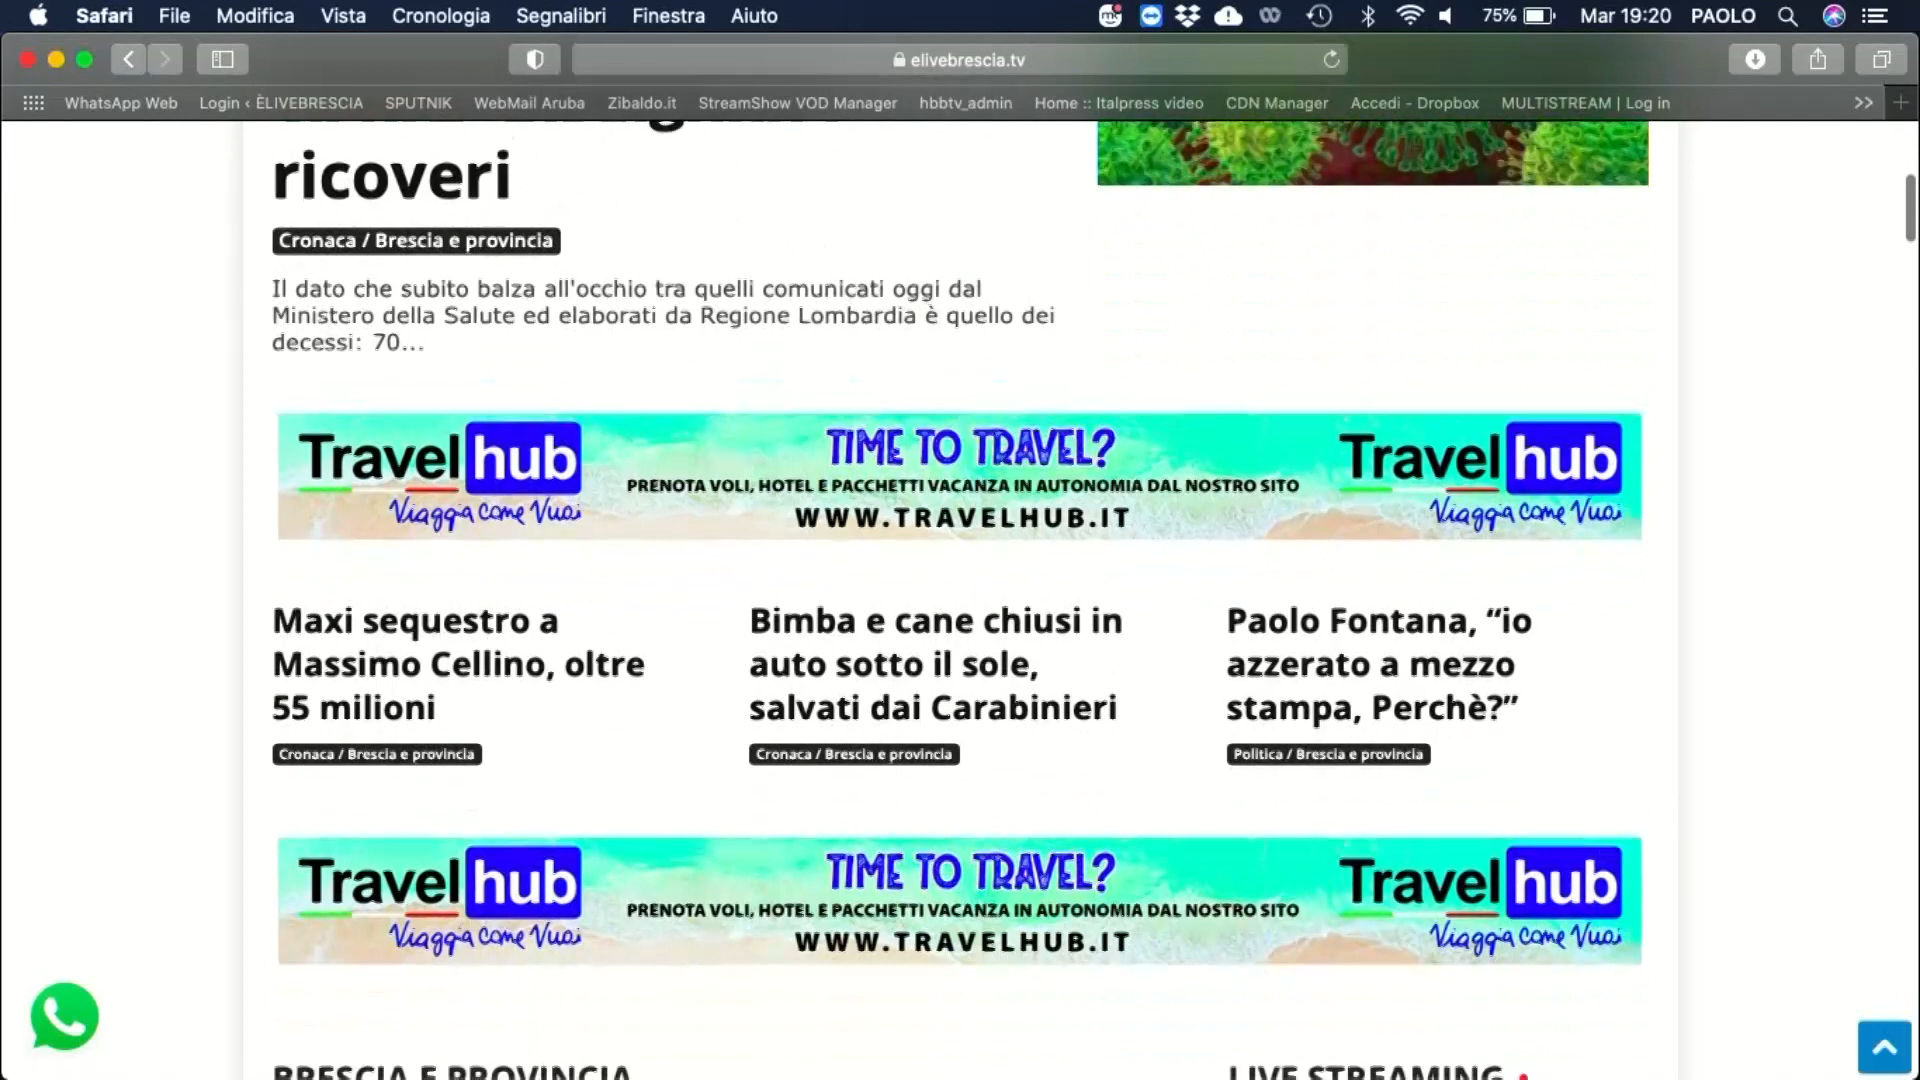 Safari File Modifica Vista Cronologia Segnalibri Finestra Aiuto 75% Mar 19:20 PAOLO
elivebrescia.tv
WhatsApp Web Login ‹ ÈLIVEBRESCIA SPUTNIK WebMail Aruba Zibaldo.it StreamShow VOD Manager hbbtv_admin Home :: Italpress video CDN Manager Accedi - Dropbox MULTISTREAM | Log in
ricoveri
Cronaca / Brescia e provincia
Il dato che subito balza all'occhio tra quelli comunicati oggi dal
Ministero della Salute ed elaborati da Regione Lombardia è quello dei
decessi: 70...
Travel hub
Viaggia come Vuoi
TIME TO TRAVEL?
PRENOTA VOLI, HOTEL E PACCHETTI VACANZA IN AUTONOMIA DAL NOSTRO SITO
WWW.TRAVELHUB.IT
Travel hub
Viaggia come Vuoi
Maxi sequestro a
Massimo Cellino, oltre
55 milioni
Cronaca / Brescia e provincia
Bimba e cane chiusi in
auto sotto il sole,
salvati dai Carabinieri
Cronaca / Brescia e provincia
Paolo Fontana, “io
azzerato a mezzo
stampa, Perchè?”
Politica / Brescia e provincia
Travel hub
Viaggia come Vuoi
TIME TO TRAVEL?
PRENOTA VOLI, HOTEL E PACCHETTI VACANZA IN AUTONOMIA DAL NOSTRO SITO
WWW.TRAVELHUB.IT
Travel hub
Viaggia come Vuoi
BRESCIA E PROVINCIA
LIVE STREAMING